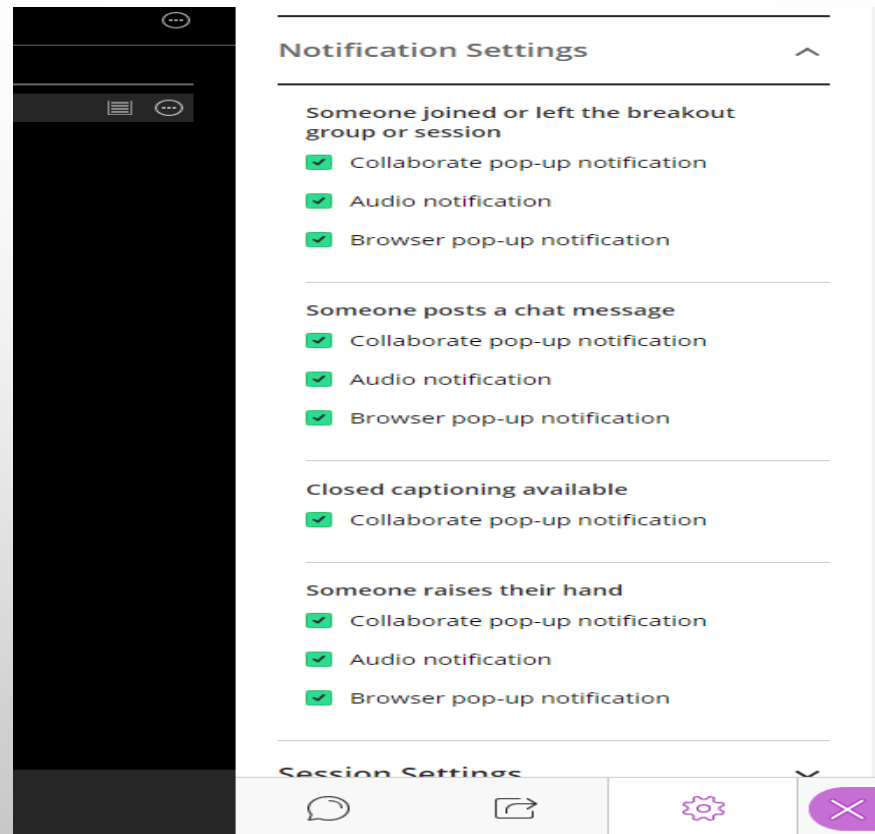 Notification Settings
Someone joined or left the breakout
group or session
Collaborate pop-up notification
Audio notification
Browser pop-up notification
Someone posts a chat message
Collaborate pop-up notification
Audio notification
Browser pop-up notification
Closed captioning available
Collaborate pop-up notification
Someone raises their hand
Collaborate pop-up notification
Audio notification
Browser pop-up notification
Session Settings